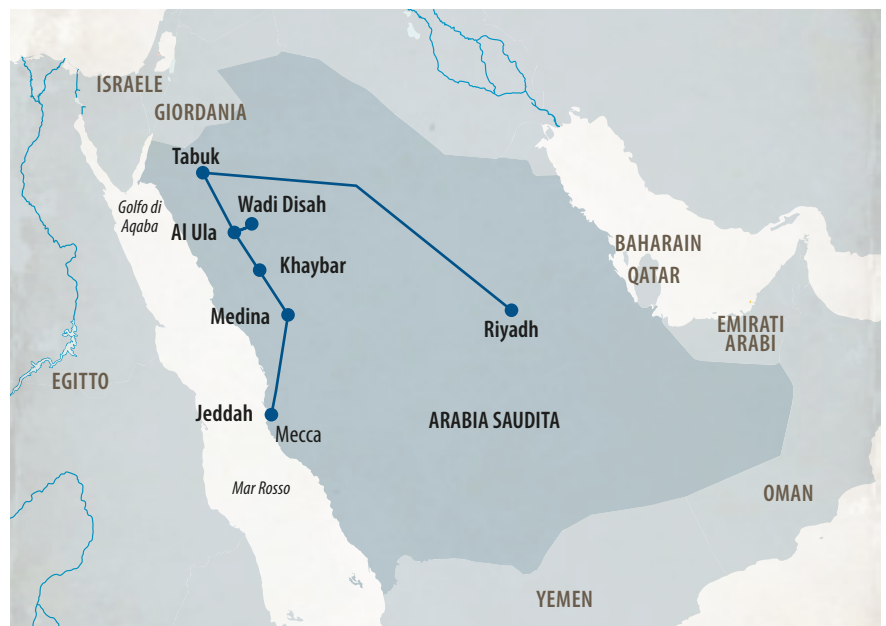 ISRAELE
GIORDANIA
Tabuk
Golfo di
Aqaba
Wadi Disah
Al Ula
Khaybar
Medina
BAHARAIN
QATAR
EMIRATI
ARABI
Riyadh
EGITTO
Jeddah
Mecca
ARABIA SAUDITA
Mar Rosso
OMAN
YEMEN